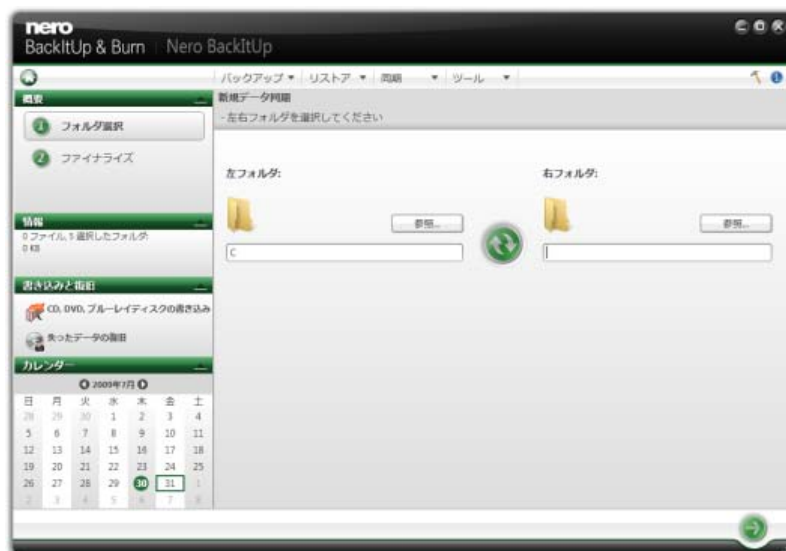 nero
BackItUp & Burn | Nero BackItUp
バックアップ リストア 同期 ツール
概要
1 フォルダ選択
2 ファイナライズ
情報
0 ファイル, 1 選択したフォルダ:
0 KB
書き込みと復旧
CD, DVD, ブルーレイディスクの書き込み
失ったデータの復旧
カレンダー
2009年7月
日 月 火 水 木 金 土
28 29 30 1 2 3 4
5 6 7 8 9 10 11
12 13 14 15 16 17 18
19 20 21 22 23 24 25
26 27 28 29 30 31 1
2 3 4 5 6 7 8
新規データ同期
- 左右フォルダを選択してください
左フォルダ:
参照...
C
右フォルダ:
参照...